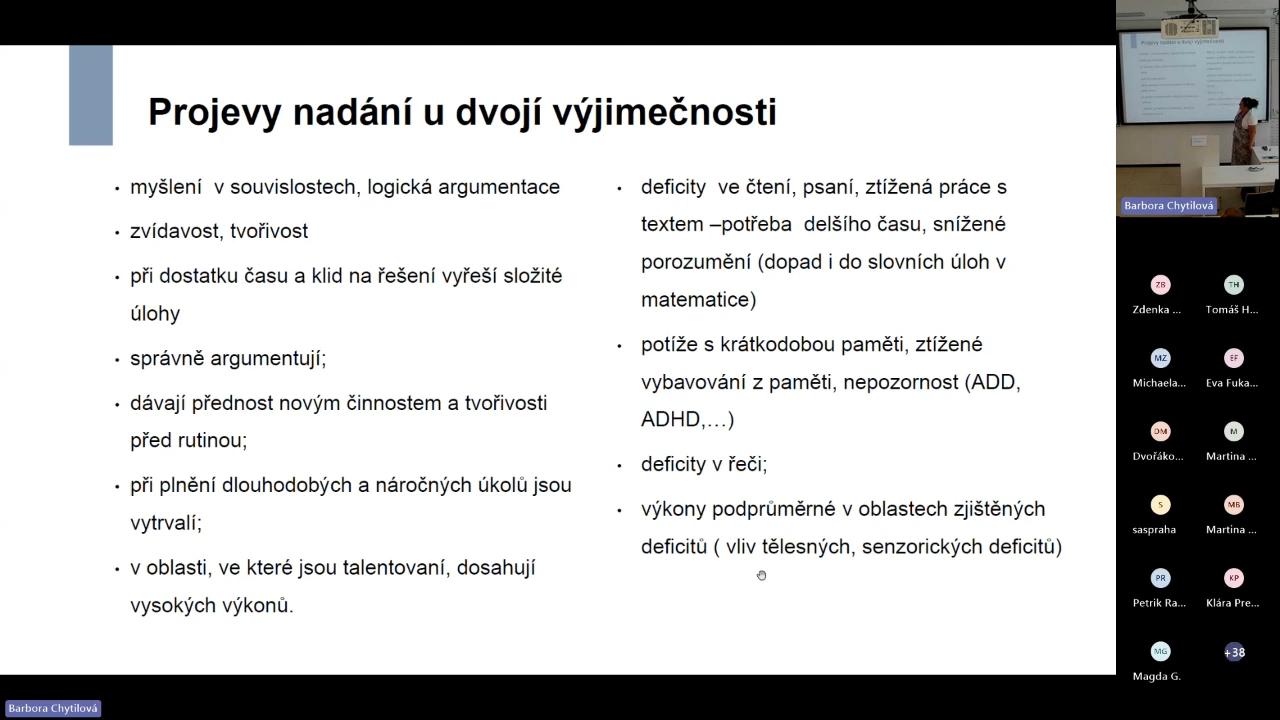 Projevy nadání u dvojí výjimečnosti
• myšlení  v souvislostech, logická argumentace
• zvídavost, tvořivost
• při dostatku času a klid na řešení vyřeší složité
úlohy
• správně argumentují;
• dávají přednost novým činnostem a tvořivosti
před rutinou;
• při plnění dlouhodobých a náročných úkolů jsou
vytrvalí;
• v oblasti, ve které jsou talentovaní, dosahují
vysokých výkonů.
• deficity  ve čtení, psaní, ztížená práce s
textem –potřeba  delšího času, snížené
porozumění (dopad i do slovních úloh v
matematice)
• potíže s krátkodobou paměti, ztížené
vybavování z paměti, nepozornost (ADD,
ADHD,…)
• deficity v řeči;
• výkony podprůměrné v oblastech zjištěných
deficitů ( vliv tělesných, senzorických deficitů)
Barbora Chytilová
Projevy nadání u dvojí výjimečnosti
Barbora Chytilová
ZB
TH
Zdenka ...
Tomáš H...
MZ
EF
Michaela...
Eva Fuka...
DM
M
Dvořáko...
Martina ...
S
MB
saspraha
Martina ...
PR
KP
Petrik Ra...
Klára Pre...
MG
+38
Magda G.